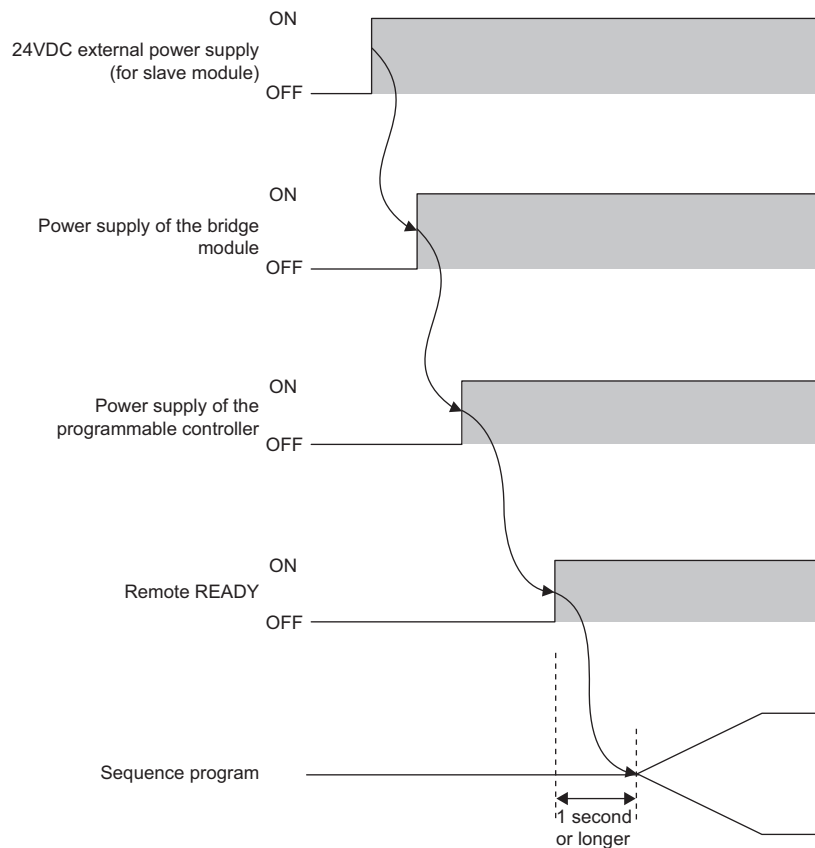 ON
24VDC external power supply
(for slave module)
OFF
ON
Power supply of the bridge
module
OFF
ON
Power supply of the
programmable controller
OFF
ON
Remote READY
OFF
Sequence program
1 second
or longer